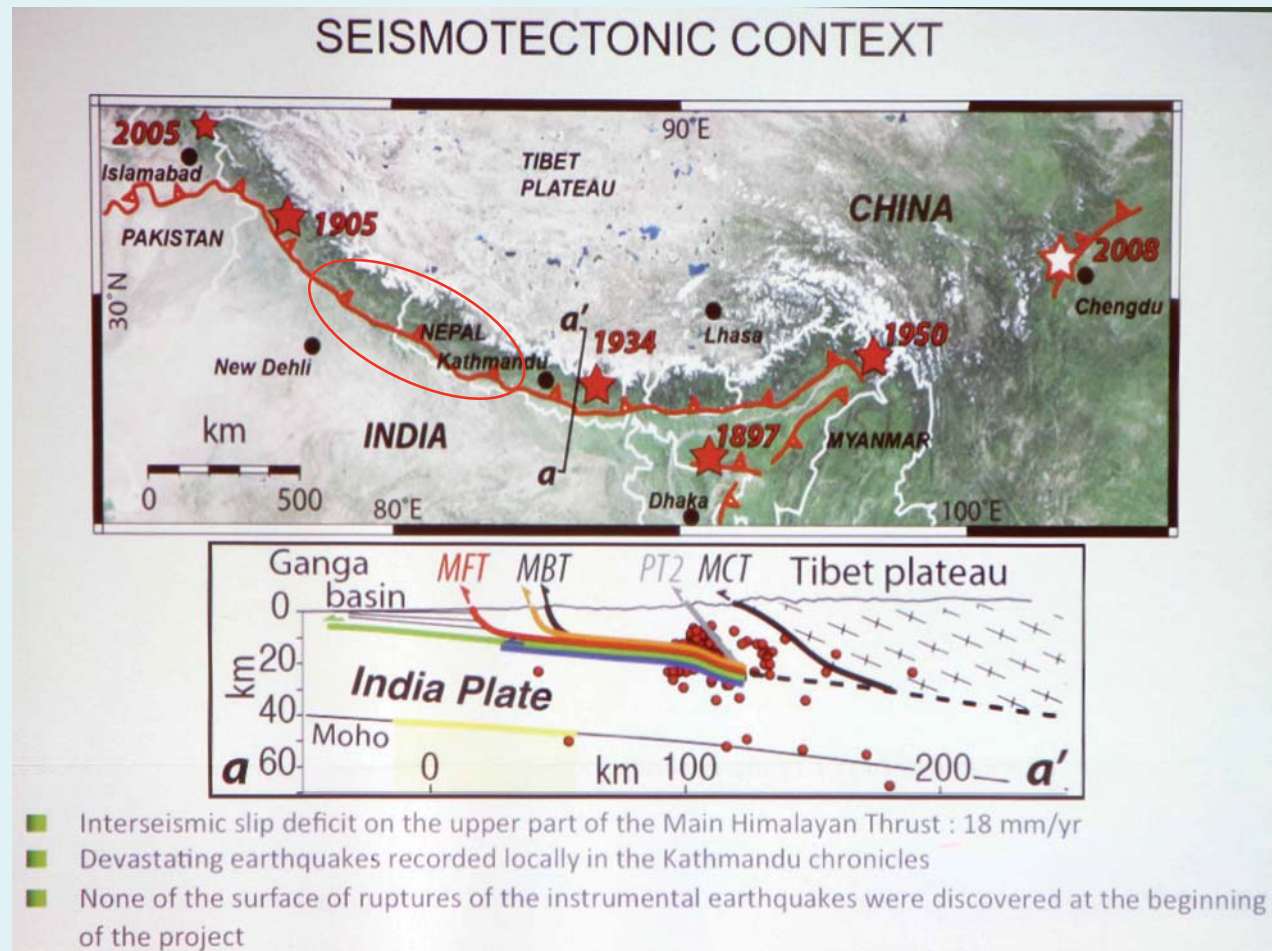 SEISMOTECTONIC CONTEXT
2005
90°E
Islamabad
TIBET
PLATEAU
CHINA
1905
PAKISTAN
2008
30°N
Chengdu
a'
NEPAL
1934
Lhasa
1950
New Dehli
Kathmandu
km
INDIA
1897
MYANMAR
a
0
500
80°E
Dhaka
100°E
Ganga
basin
MFT
MBT
PT2
MCT
Tibet plateau
0
20
km
India Plate
40
Moho
a
60
0
km
100
200
a'
Interseismic slip deficit on the upper part of the Main Himalayan Thrust : 18 mm/yr
Devastating earthquakes recorded locally in the Kathmandu chronicles
None of the surface of ruptures of the instrumental earthquakes were discovered at the beginning
of the project